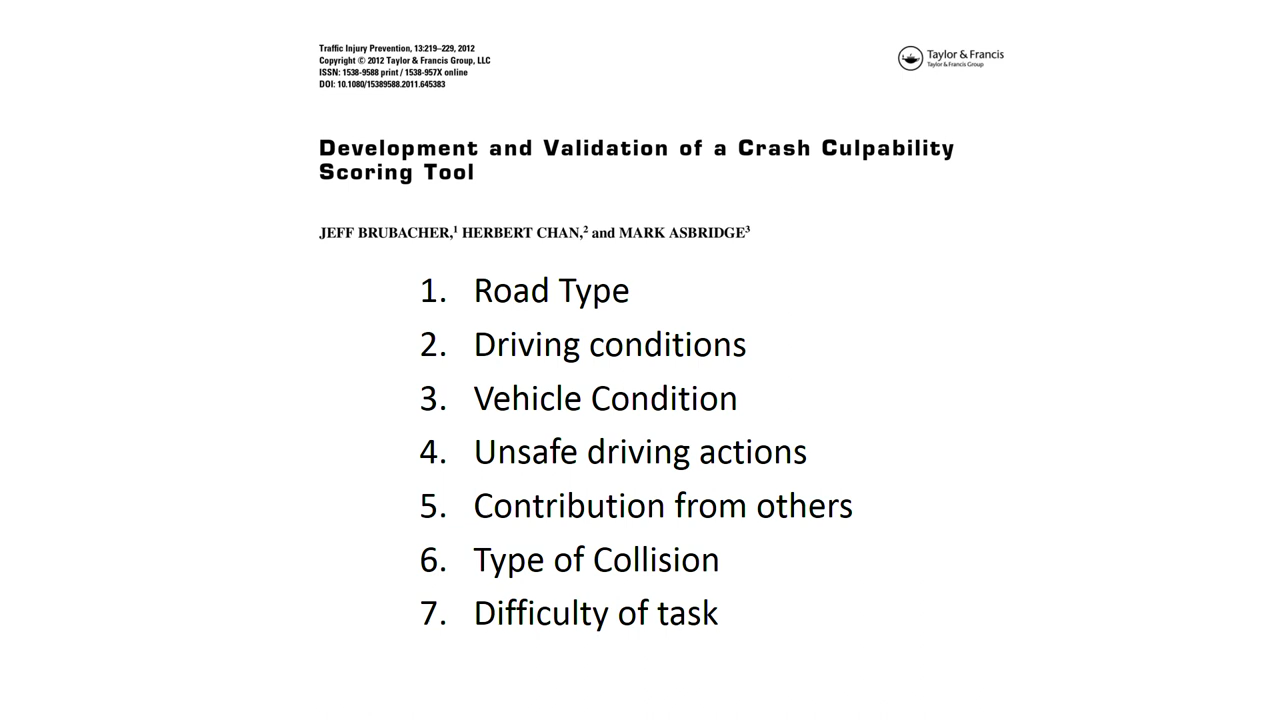 Traffic Injury Prevention, 13:219–229, 2012
Copyright © 2012 Taylor & Francis Group, LLC
ISSN: 1538-9588 print / 1538-957X online
DOI: 10.1080/15389588.2011.645383
Taylor & Francis
Taylor & Francis Group
Development and Validation of a Crash Culpability
Scoring Tool
JEFF BRUBACHER,¹ HERBERT CHAN,² and MARK ASBRIDGE³
1. Road Type
2. Driving conditions
3. Vehicle Condition
4. Unsafe driving actions
5. Contribution from others
6. Type of Collision
7. Difficulty of task